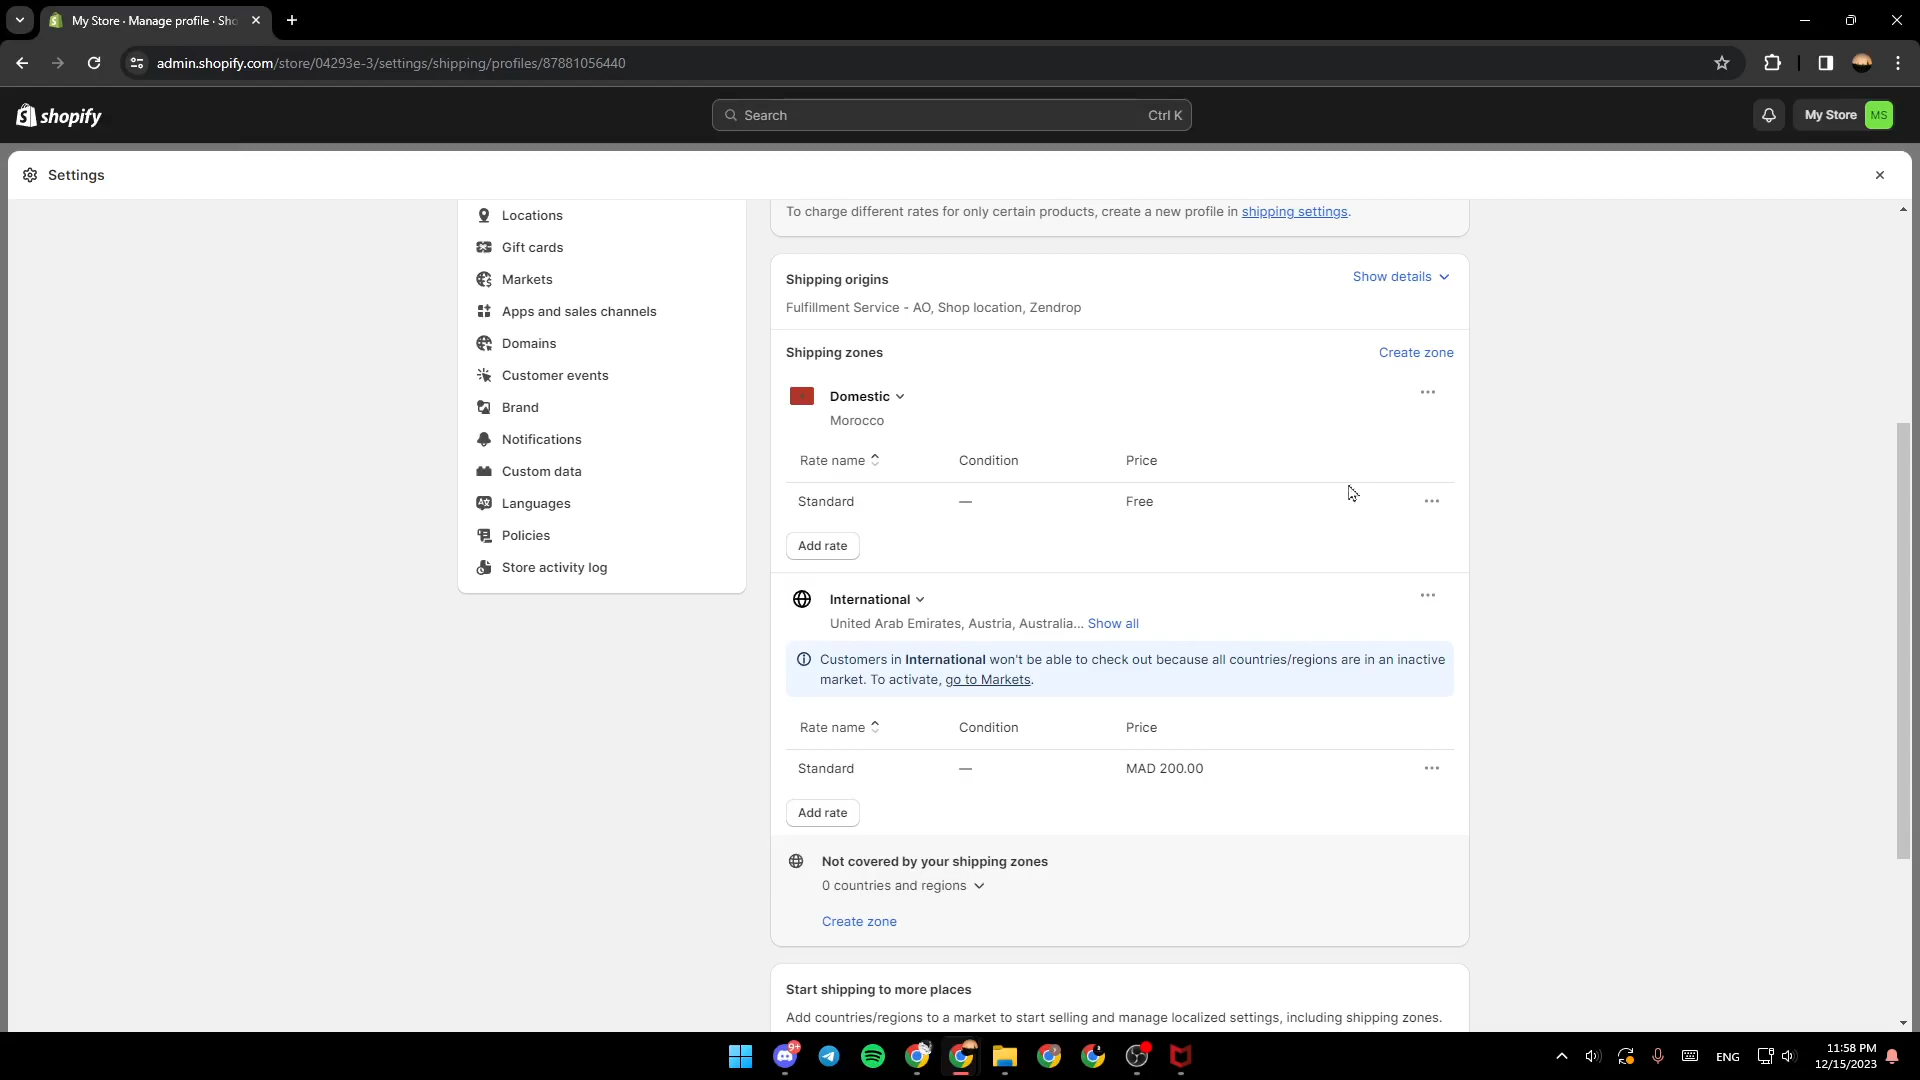 My Store · Manage profile · Sho
admin.shopify.com/store/04293e-3/settings/shipping/profiles/87881056440
shopify
Search
Ctrl K
My Store
MS
Settings
Locations
Gift cards
Markets
Apps and sales channels
Domains
Customer events
Brand
Notifications
Custom data
Languages
Policies
Store activity log
To charge different rates for only certain products, create a new profile in shipping settings.
Shipping origins
Show details
Fulfillment Service - AO, Shop location, Zendrop
Shipping zones
Create zone
Domestic
Morocco
Rate name Condition Price
Standard — Free
Add rate
International
United Arab Emirates, Austria, Australia... Show all
Customers in International won't be able to check out because all countries/regions are in an inactive
market. To activate, go to Markets.
Rate name Condition Price
Standard — MAD 200.00
Add rate
Not covered by your shipping zones
0 countries and regions
Create zone
Start shipping to more places
Add countries/regions to a market to start selling and manage localized settings, including shipping zones.
9+
ENG
11:58 PM
12/15/2023